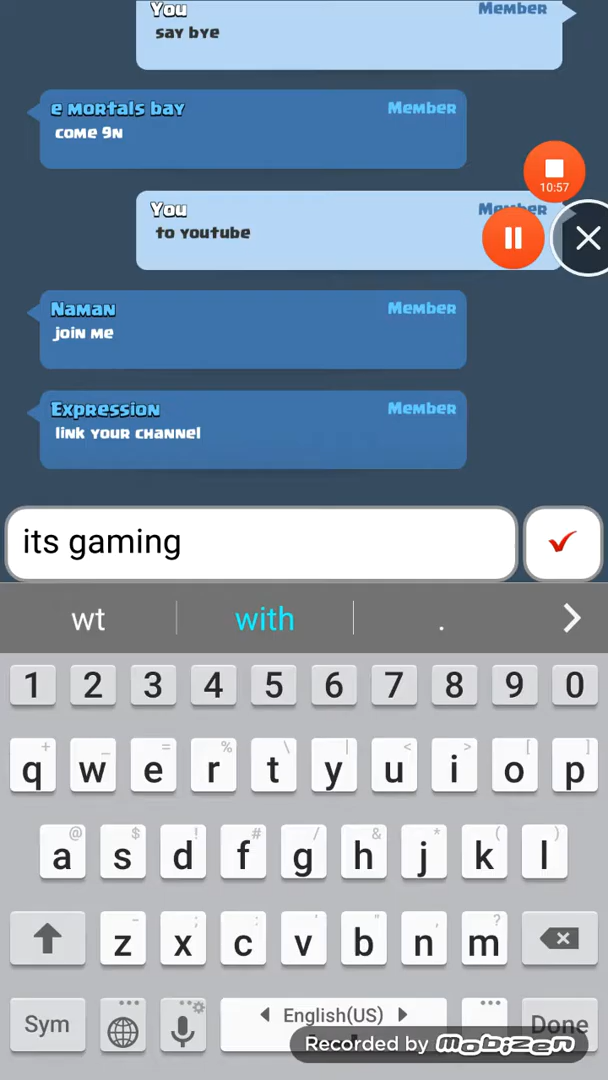 You Member
say bye
e mortals bay Member
come 9n
10:57
You Member
to youtube
Naman Member
join me
Expression Member
link your channel
its gaming
wt with .
1 2 3 4 5 6 7 8 9 0
+ _ = % \ | < > [ ]
q w e r t y u i o p
@ $ ! # / & * ( )
a s d f g h j k l
- ; : ' " , ?
z x c v b n m
Sym English(US) Done
Recorded by mobizen